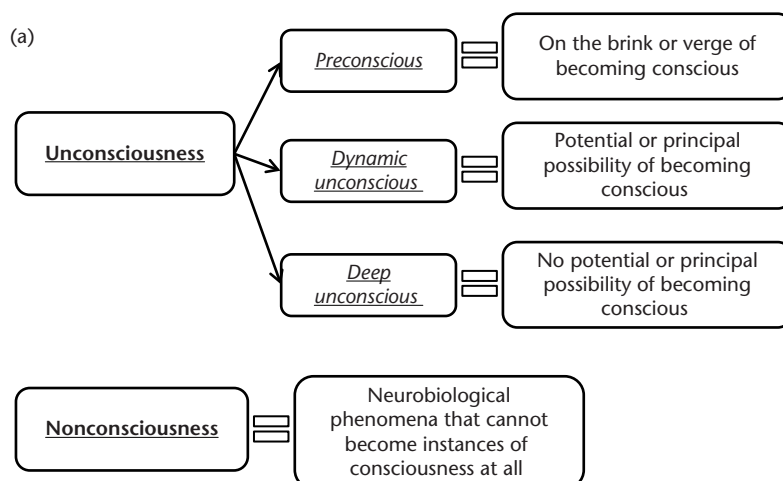 (a)
Preconscious
On the brink or verge of
becoming conscious
Unconsciousness
Dynamic
unconscious
Potential or principal
possibility of becoming
conscious
Deep
unconscious
No potential or principal
possibility of becoming
conscious
Nonconsciousness
Neurobiological
phenomena that cannot
become instances of
consciousness at all